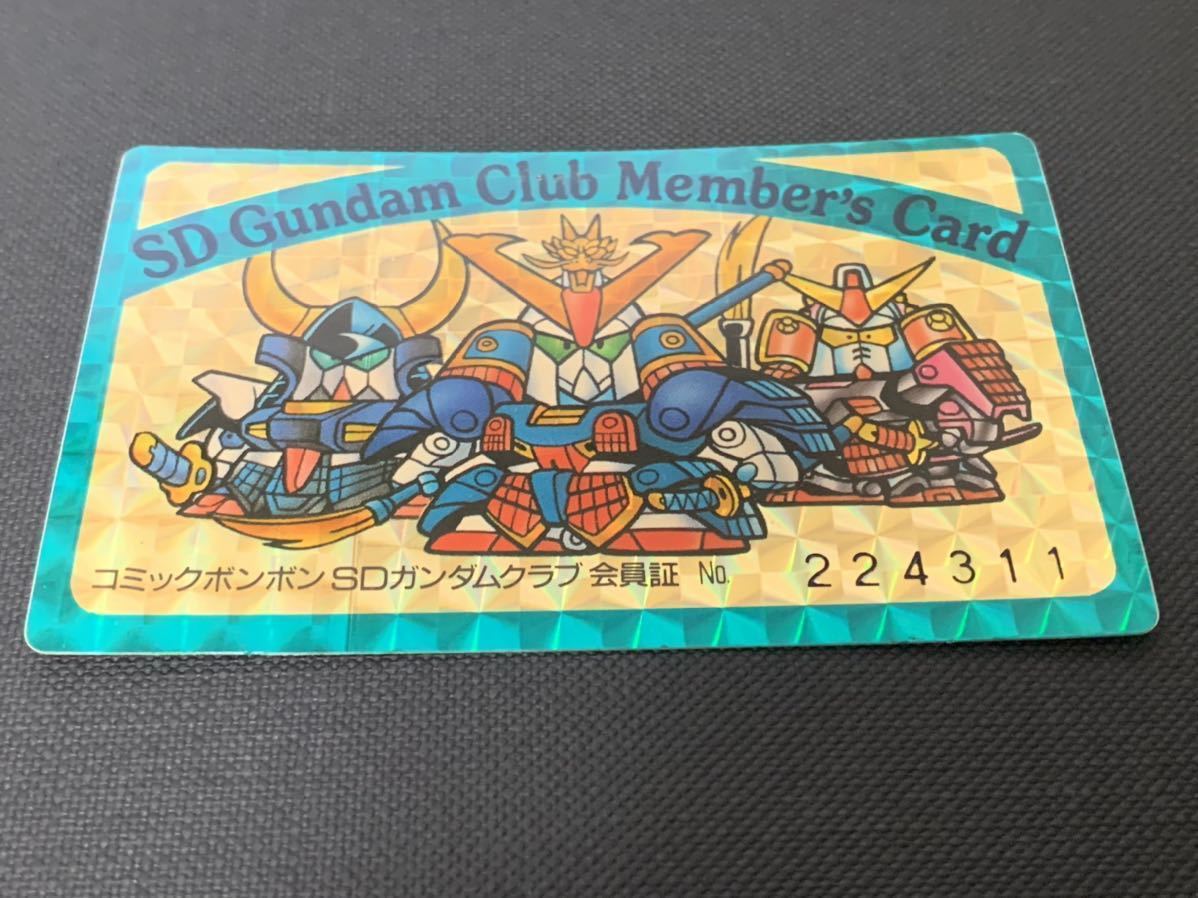 SD Gundam Club Member's Card
コミックボンボン SDガンダムクラブ 会員証 No. 224311